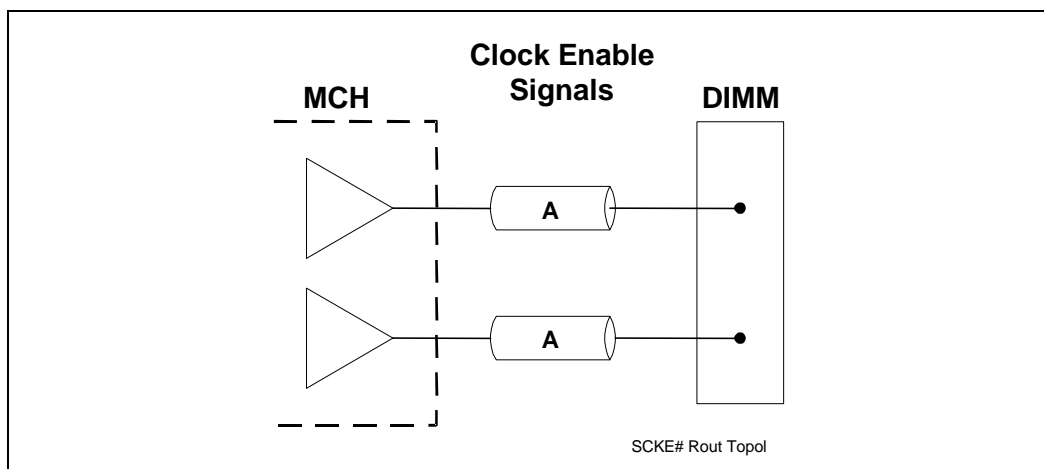 Clock Enable
Signals
MCH
DIMM
A
A
SCKE# Rout Topol